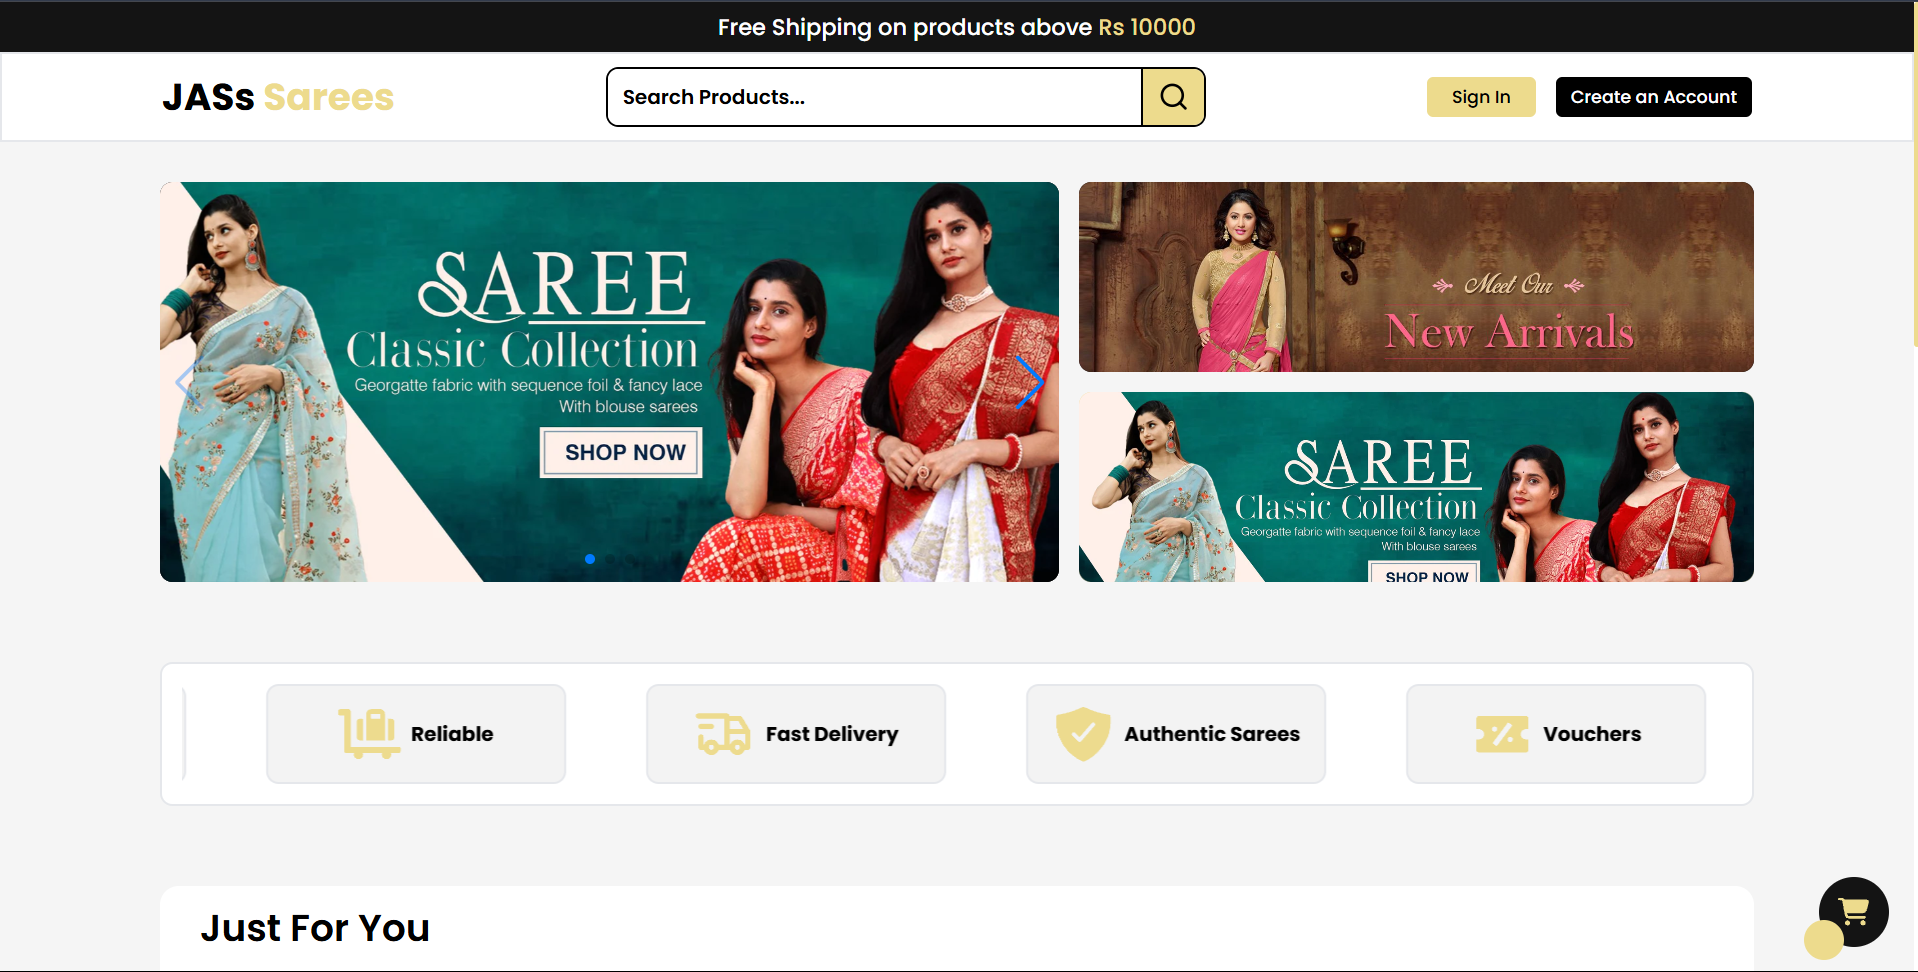 Free Shipping on products above Rs 10000
JASs Sarees
Search Products...
Sign In
Create an Account
SAREE
Classic Collection
Georgatte fabric with sequence foil & fancy lace
With blouse sarees
SHOP NOW
Meet Our
New Arrivals
SAREE
Classic Collection
Georgatte fabric with sequence foil & fancy lace
With blouse sarees
SHOP NOW
Reliable
Fast Delivery
Authentic Sarees
Vouchers
Just For You